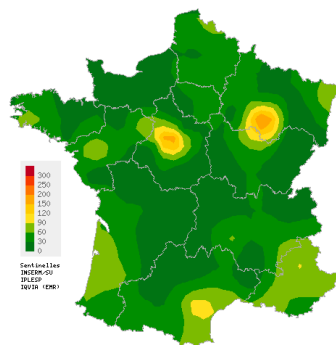 300
250
200
150
120
90
60
30
0
Sentinelles
INSERM/SU
IPLESP
IQVIA (EMR)